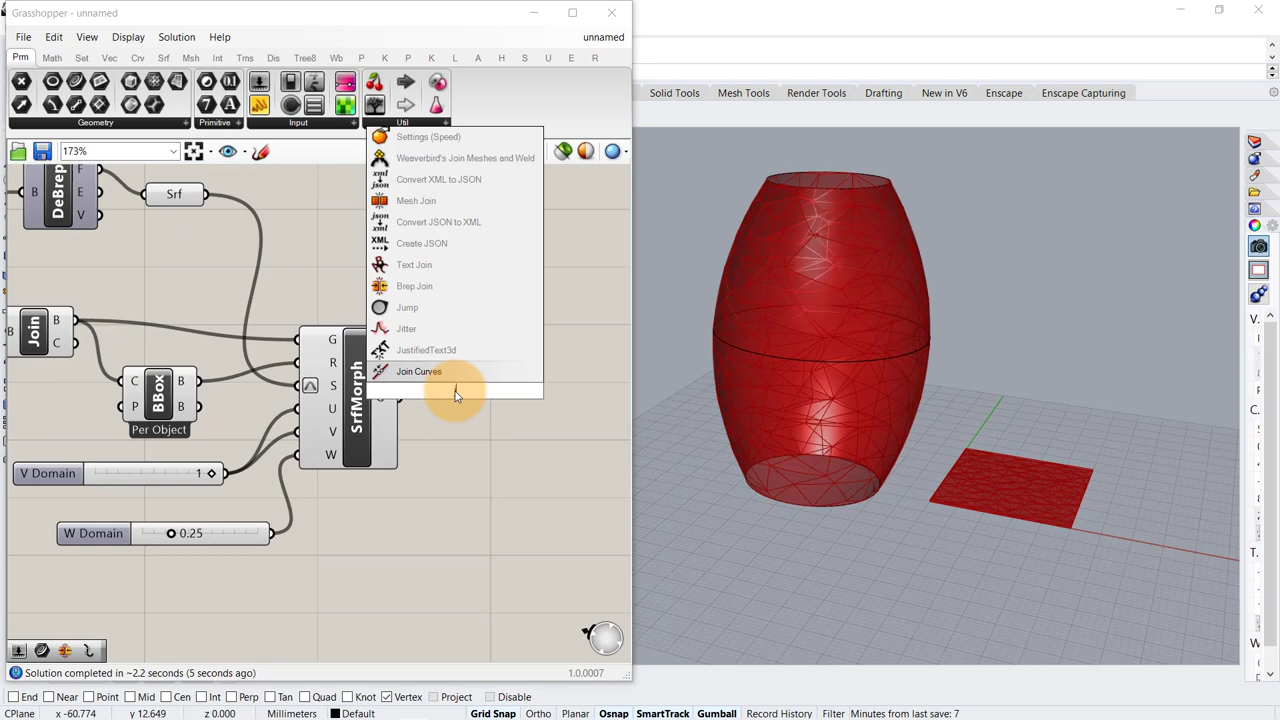 Grasshopper - unnamed
File Edit View Display Solution Help unnamed
Prm Math Set Vec Crv Srf Msh Int Trns Dis Tree8 Wb P K P K L A H S U E R
Geometry Primitive Input Util
Solid Tools Mesh Tools Render Tools Drafting New in V6 Enscape Enscape Capturing
173%
Settings (Speed)
Weaverbird's Join Meshes and Weld
Convert XML to JSON
Mesh Join
Convert JSON to XML
Create JSON
Text Join
Brep Join
Jump
Jitter
JustifiedText3d
Join Curves
j
B DeBrep F E V
Srf
B Join B C
C P BBox B B
Per Object
G R S U V W SrfMorph G
V Domain 1
W Domain 0.25
Solution completed in ~2.2 seconds (5 seconds ago) 1.0.0007
V.
C.
T.
W
End Near Point Mid Cen Int Perp Tan Quad Knot Vertex Project Disable
CPlane x -60.774 y 12.649 z 0.000 Millimeters Default Grid Snap Ortho Planar Osnap SmartTrack Gumball Record History Filter Minutes from last save: 7